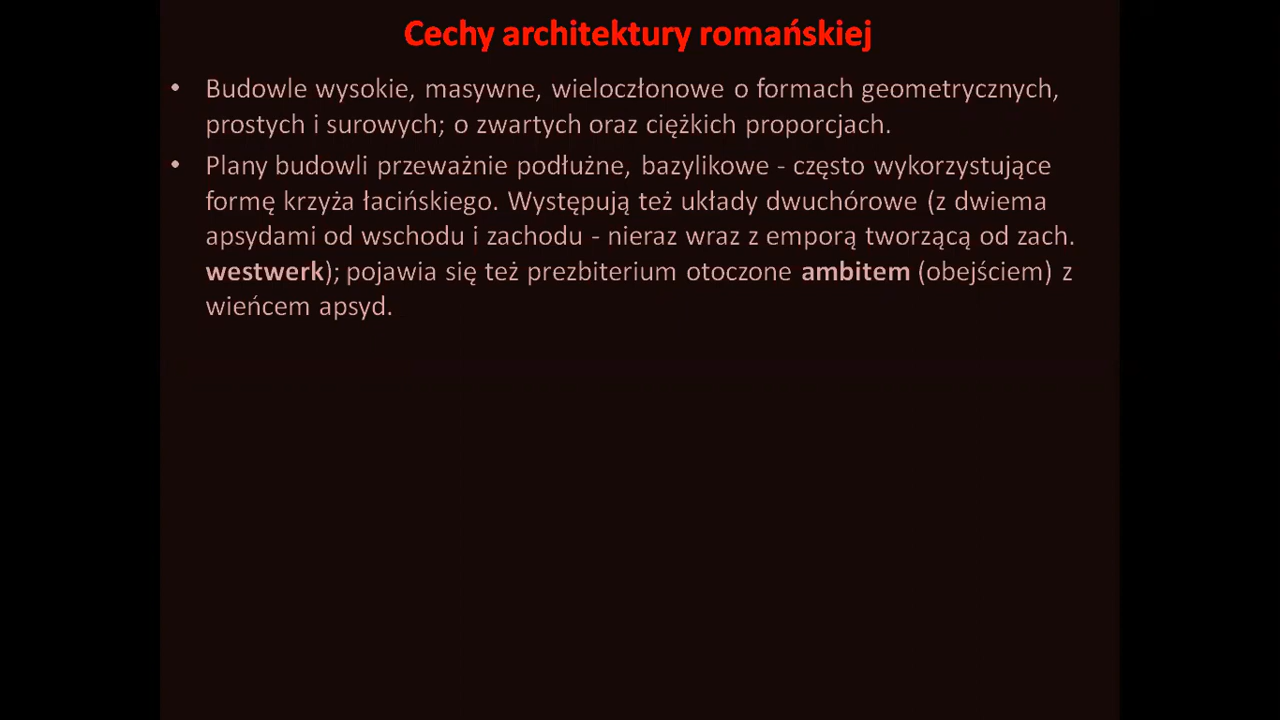 Cechy architektury romańskiej
• Budowle wysokie, masywne, wieloczłonowe o formach geometrycznych,
prostych i surowych; o zwartych oraz ciężkich proporcjach.
• Plany budowli przeważnie podłużne, bazylikowe - często wykorzystujące
formę krzyża łacińskiego. Występują też układy dwuchórowe (z dwiema
apsydami od wschodu i zachodu - nieraz wraz z emporą tworzącą od zach.
westwerk); pojawia się też prezbiterium otoczone ambitem (obejściem) z
wieńcem apsyd.